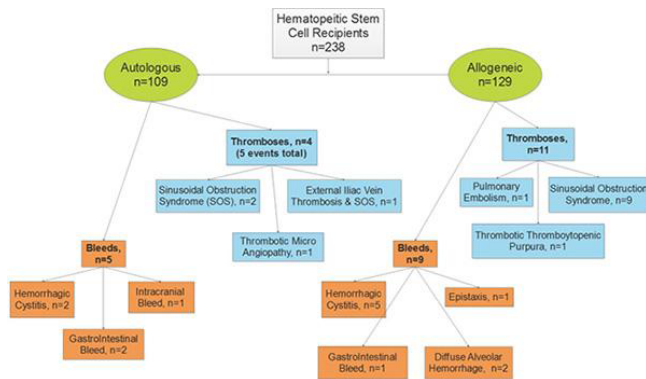 Hematopeitic Stem
Cell Recipients
n=238
Autologous
n=109
Allogeneic
n=129
Thromboses, n=4
(5 events total)
Sinusoidal Obstruction
Syndrome (SOS), n=2
External Iliac Vein
Thrombosis & SOS, n=1
Thrombotic Micro
Angiopathy, n=1
Thromboses,
n=11
Pulmonary
Embolism, n=1
Sinusoidal Obstruction
Syndrome, n=9
Thrombotic Thromboytopenic
Purpura, n=1
Bleeds,
n=5
Hemorrhagic
Cystitis, n=2
Intracranial
Bleed, n=1
GastroIntestinal
Bleed, n=2
Bleeds,
n=9
Hemorrhagic
Cystitis, n=5
Epistaxis, n=1
GastroIntestinal
Bleed, n=1
Diffuse Alveolar
Hemorrhage, n=2